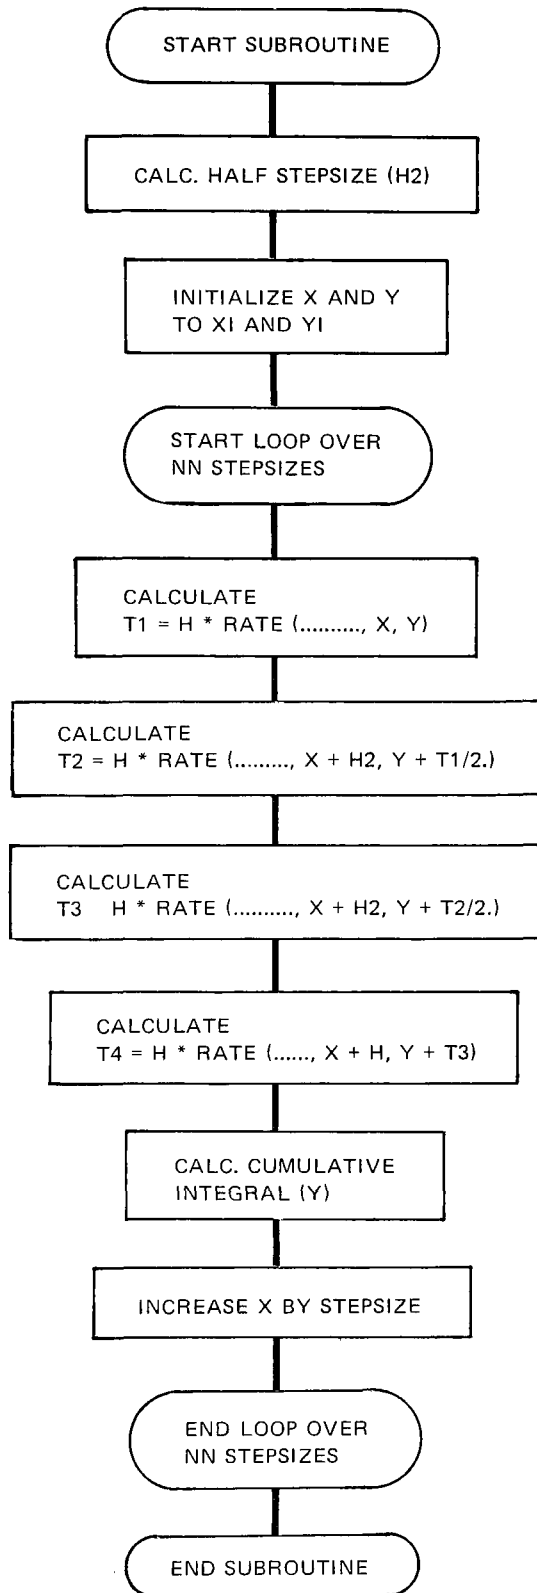 START SUBROUTINE
CALC. HALF STEPSIZE (H2)
INITIALIZE X AND Y
TO XI AND YI
START LOOP OVER
NN STEPSIZES
CALCULATE
T1 = H * RATE (.........., X, Y)
CALCULATE
T2 = H * RATE (........., X + H2, Y + T1/2.)
CALCULATE
T3 H * RATE (.........., X + H2, Y + T2/2.)
CALCULATE
T4 = H * RATE (......, X + H, Y + T3)
CALC. CUMULATIVE
INTEGRAL (Y)
INCREASE X BY STEPSIZE
END LOOP OVER
NN STEPSIZES
END SUBROUTINE